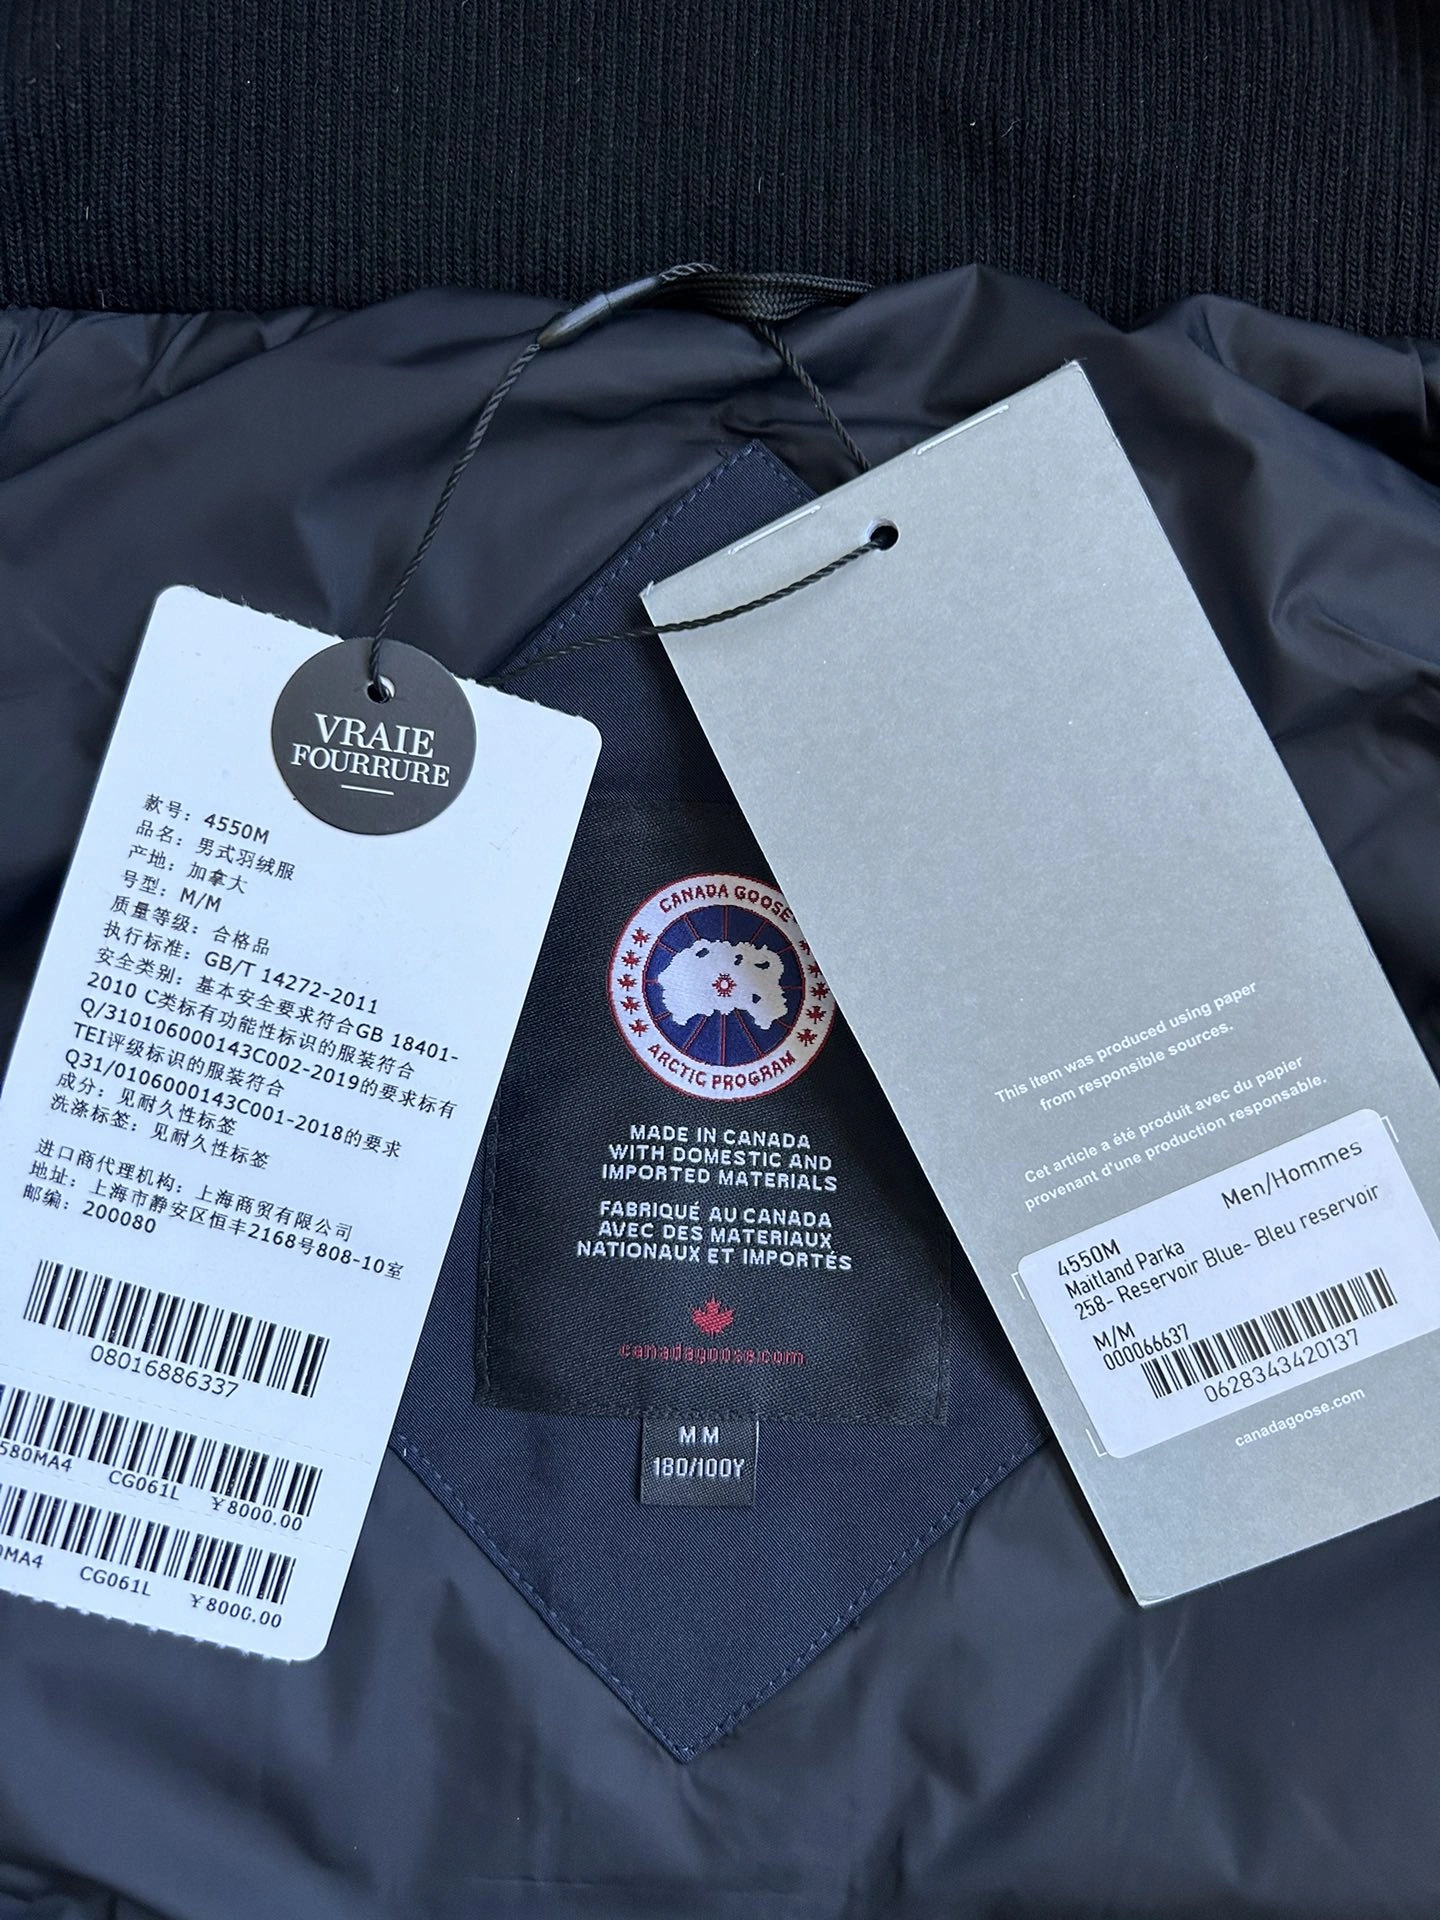 VRAIE
FOURRURE
款号: 4550M
品名: 男式羽绒服
产地: 加拿大
号型: M/M
质量等级: 合格品
执行标准: GB/T 14272-2011
安全类别: 基本安全要求符合GB 18401-
2010 C类标有功能性标识的服装符合
Q/3101060000143C002-2019的要求标有
TEI评级标识的服装符合
Q31/0106000143C001-2018的要求
成分: 见耐久性标签
洗涤标签: 见耐久性标签
进口商代理机构: 上海商贸有限公司
地址: 上海市静安区恒丰2168号808-10室
邮编: 200080
08016886337
580MA4 CG061L ¥8000.00
0MA4 CG061L ¥8000.00
CANADA GOOSE
ARCTIC PROGRAM
MADE IN CANADA
WITH DOMESTIC AND
IMPORTED MATERIALS
FABRIQUÉ AU CANADA
AVEC DES MATERIAUX
NATIONAUX ET IMPORTÉS
canadagoose.com
M M
180/100Y
This item was produced using paper
from responsible sources.
Cet article a été produit avec du papier
provenant d'une production responsable.
Men/Hommes
4550M
Maitland Parka
258- Reservoir Blue- Bleu reservoir
M/M
000066637
0628343420137
canadagoose.com